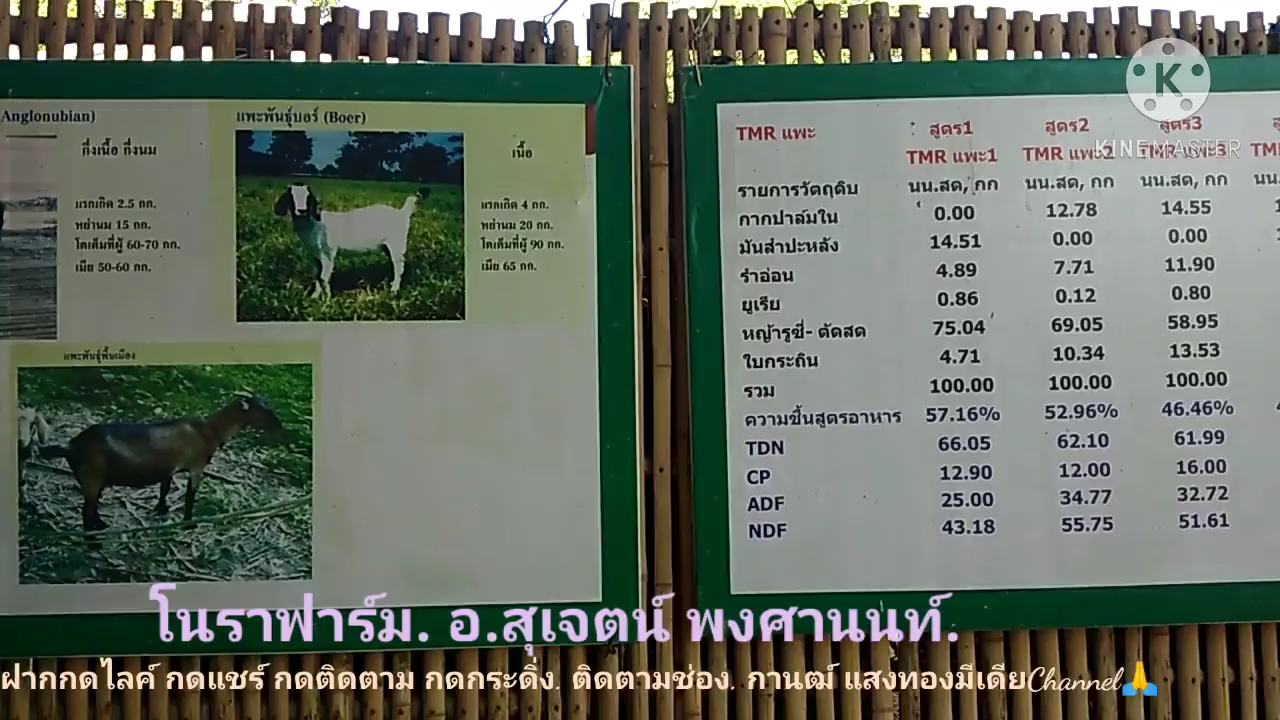 Anglonubian)
กึ่งเนื้อ กึ่งนม
แรกเกิด 2.5 กก.
หย่านม 15 กก.
โตเต็มที่ผู้ 60-70 กก.
เมีย 50-60 กก.
แพะพันธุ์บอร์ (Boer)
เนื้อ
แรกเกิด 4 กก.
หย่านม 20 กก.
โตเต็มที่ผู้ 90 กก.
เมีย 65 กก.
แพะพันธุ์พื้นเมือง
TMR แพะ สูตร1 สูตร2 สูตร3
TMR แพะ1 TMR แพะ2 TMR แพะ3
รายการวัตถุดิบ นน.สด, กก นน.สด, กก นน.สด, กก
กากปาล์มใน 0.00 12.78 14.55
มันสำปะหลัง 14.51 0.00 0.00
รำอ่อน 4.89 7.71 11.90
ยูเรีย 0.86 0.12 0.80
หญ้ารูซี่- ตัดสด 75.04 69.05 58.95
ใบกระถิน 4.71 10.34 13.53
รวม 100.00 100.00 100.00
ความชื้นสูตรอาหาร 57.16% 52.96% 46.46%
TDN 66.05 62.10 61.99
CP 12.90 12.00 16.00
ADF 25.00 34.77 32.72
NDF 43.18 55.75 51.61
K
KINEMASTER
โนราฟาร์ม. อ.สุเจตน์ พงศานนท์.
ฝากกดไลค์ กดแชร์ กดติดตาม กดกระดิ่ง. ติดตามช่อง. กานฒ์ แสงทองมีเดียChannel🙏